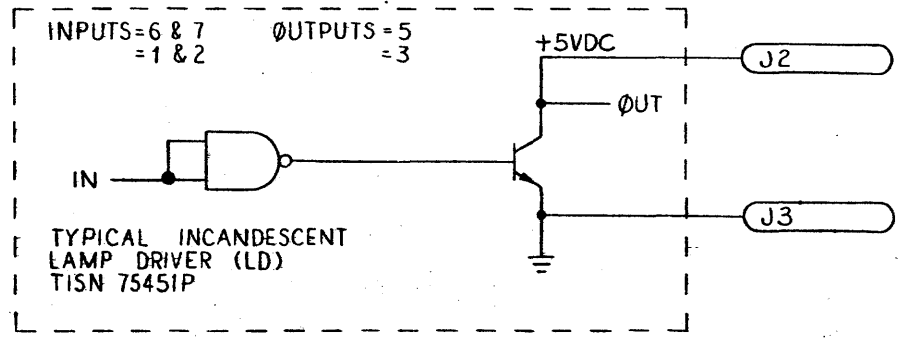 INPUTS=6 & 7
=1 & 2
ØUTPUTS =5
=3
+5VDC
J2
ØUT
IN
J3
TYPICAL INCANDESCENT
LAMP DRIVER (LD)
TISN 75451P